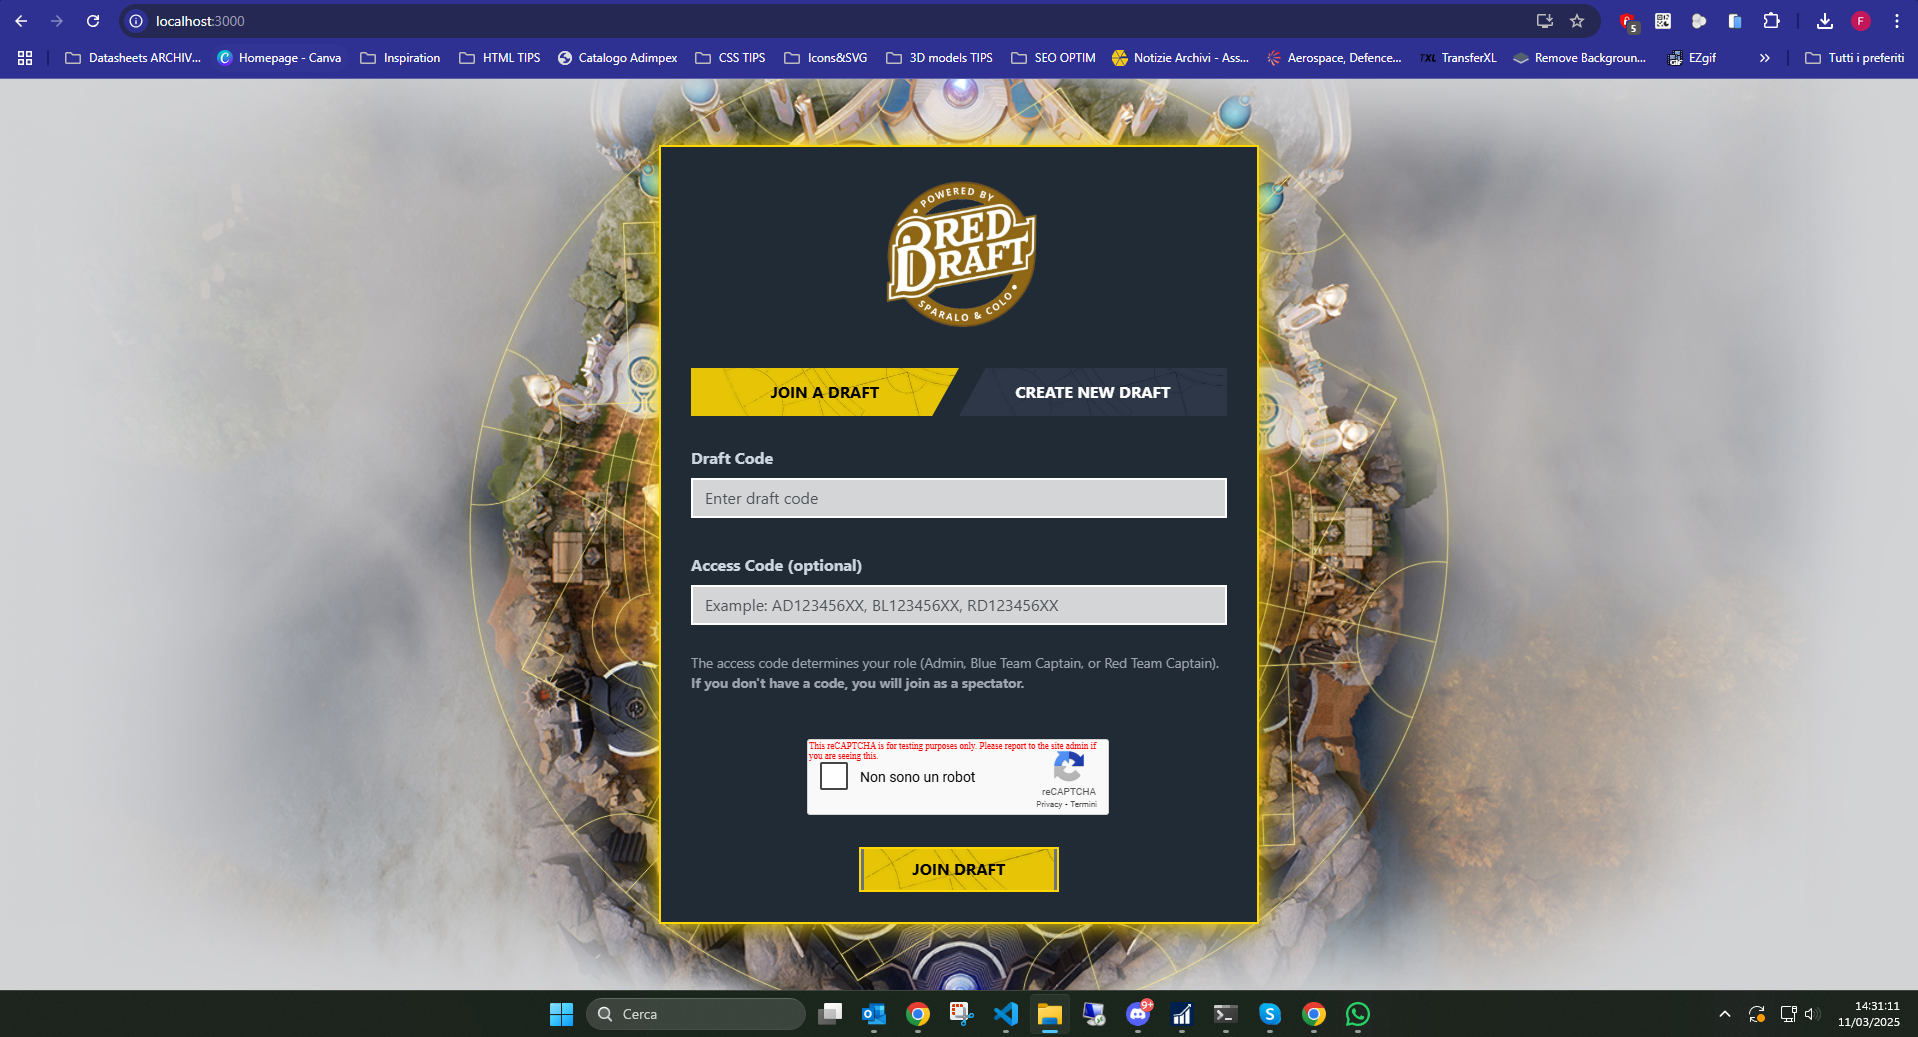 localhost:3000
5
F
Datasheets ARCHIV...
Homepage - Canva
Inspiration
HTML TIPS
Catalogo Adimpex
CSS TIPS
Icons&SVG
3D models TIPS
SEO OPTIM
Notizie Archivi - Ass...
Aerospace, Defence...
TXL TransferXL
Remove Backgroun...
EZgif
Tutti i preferiti
POWERED BY
BRED
DRAFT
SPARALO & COLO
JOIN A DRAFT
CREATE NEW DRAFT
Draft Code
Enter draft code
Access Code (optional)
Example: AD123456XX, BL123456XX, RD123456XX
The access code determines your role (Admin, Blue Team Captain, or Red Team Captain).
If you don't have a code, you will join as a spectator.
This reCAPTCHA is for testing purposes only. Please report to the site admin if
you are seeing this.
Non sono un robot
reCAPTCHA
Privacy - Termini
JOIN DRAFT
Cerca
9+
14:31:11
11/03/2025